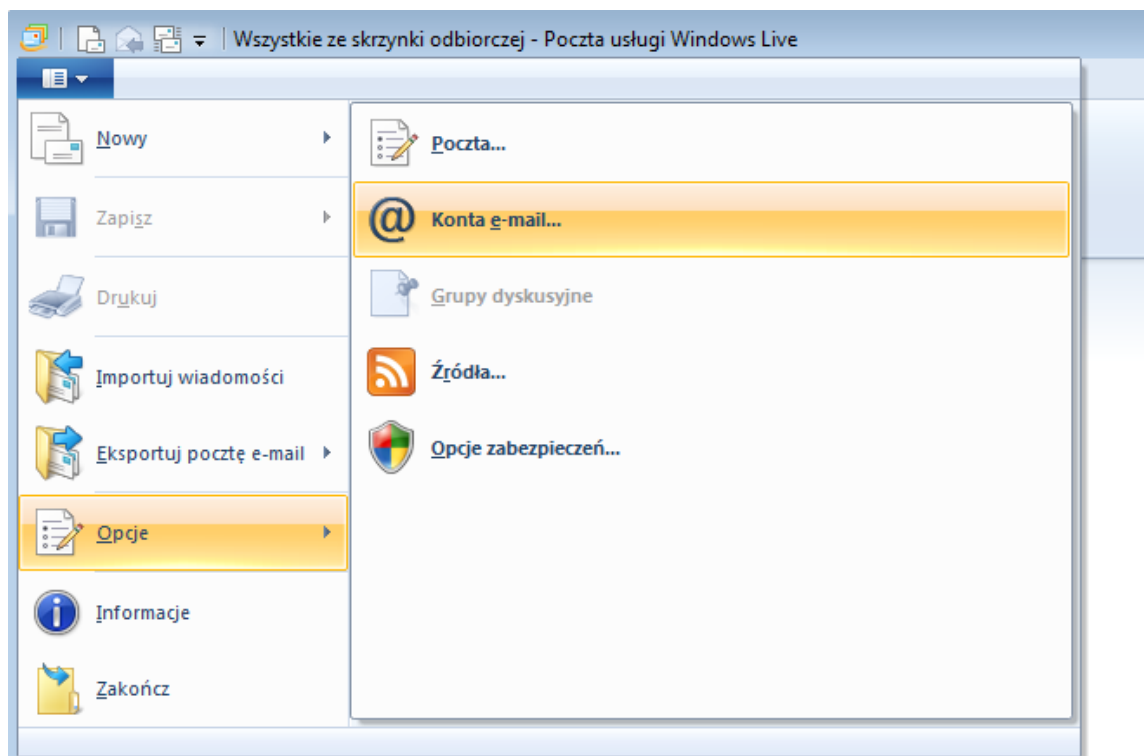 Wszystkie ze skrzynki odbiorczej - Poczta usługi Windows Live
Nowy
Zapisz
Drukuj
Importuj wiadomości
Eksportuj pocztę e-mail
Opcje
Informacje
Zakończ
Poczta...
@
Konta e-mail...
Grupy dyskusyjne
Źródła...
Opcje zabezpieczeń...